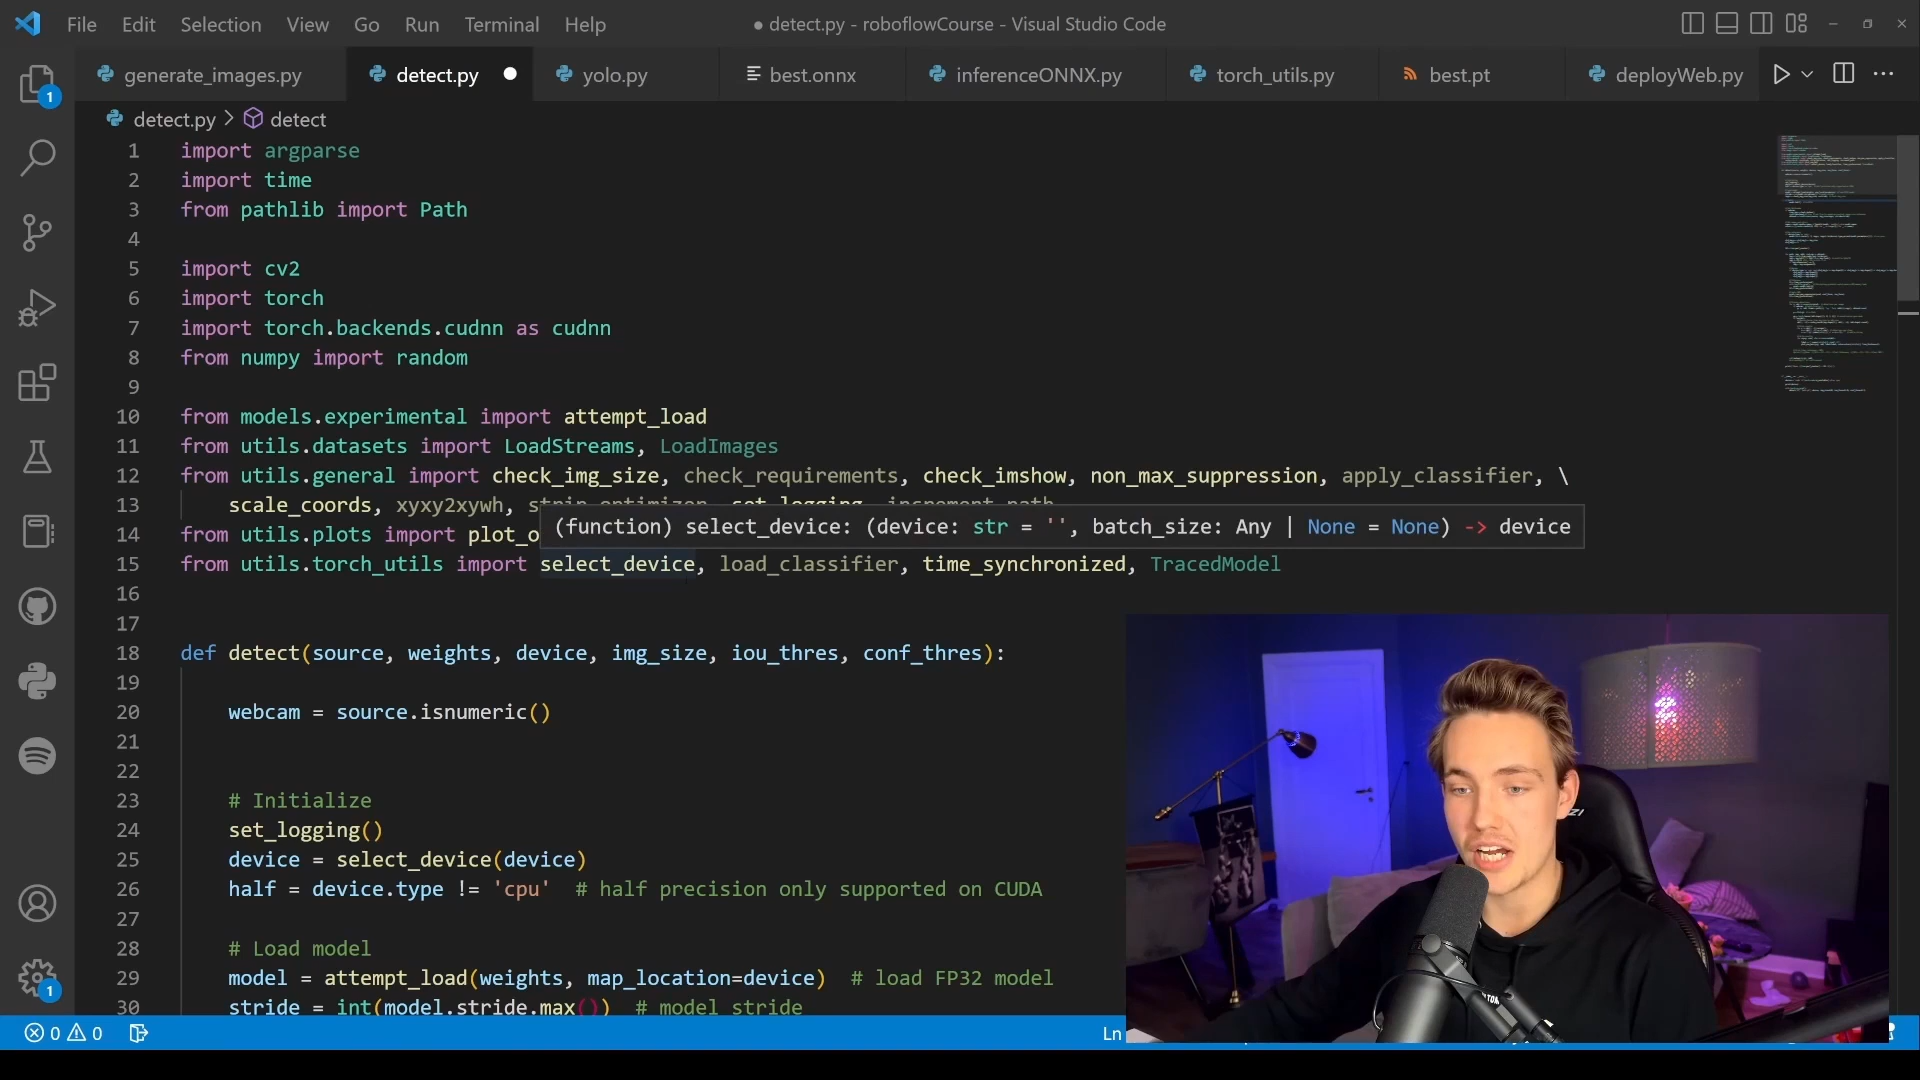 File Edit Selection View Go Run Terminal Help ● detect.py - roboflowCourse - Visual Studio Code
generate_images.py detect.py yolo.py best.onnx inferenceONNX.py torch_utils.py best.pt deployWeb.py
detect.py > detect
1 import argparse
2 import time
3 from pathlib import Path
4
5 import cv2
6 import torch
7 import torch.backends.cudnn as cudnn
8 from numpy import random
9
10 from models.experimental import attempt_load
11 from utils.datasets import LoadStreams, LoadImages
12 from utils.general import check_img_size, check_requirements, check_imshow, non_max_suppression, apply_classifier, \
13 scale_coords, xyxy2xywh, strip_optimizer, set_logging, increment_path
(function) select_device: (device: str = '', batch_size: Any | None = None) -> device
14 from utils.plots import plot_o
15 from utils.torch_utils import select_device, load_classifier, time_synchronized, TracedModel
16
17
18 def detect(source, weights, device, img_size, iou_thres, conf_thres):
19
20 webcam = source.isnumeric()
21
22
23 # Initialize
24 set_logging()
25 device = select_device(device)
26 half = device.type != 'cpu' # half precision only supported on CUDA
27
28 # Load model
29 model = attempt_load(weights, map_location=device) # load FP32 model
30 stride = int(model.stride.max()) # model stride
1
1
0 0 Ln